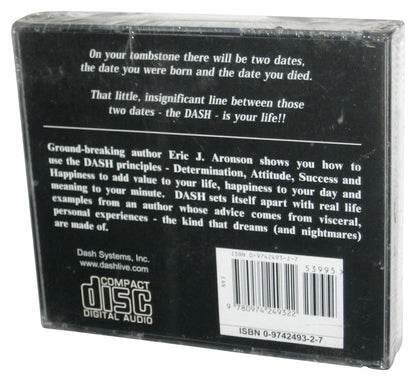 On your tombstone there will be two dates,
the date you were born and the date you died.
That little, insignificant line between those
two dates - the DASH - is your life!!
Ground-breaking author Eric J. Aronson shows you how to
use the DASH principles - Determination, Attitude, Success and
Happiness to add value to your life, happiness to your day and
meaning to your minute. DASH sets itself apart with real life
examples from an author whose advice comes from visceral,
personal experiences - the kind that dreams (and nightmares)
are made of.
Dash Systems, Inc.
www.dashlive.com
COMPACT
disc
DIGITAL AUDIO
ISBN 0-9742493-2-7
53995
EAN
9 780974 249322
ISBN 0-9742493-2-7